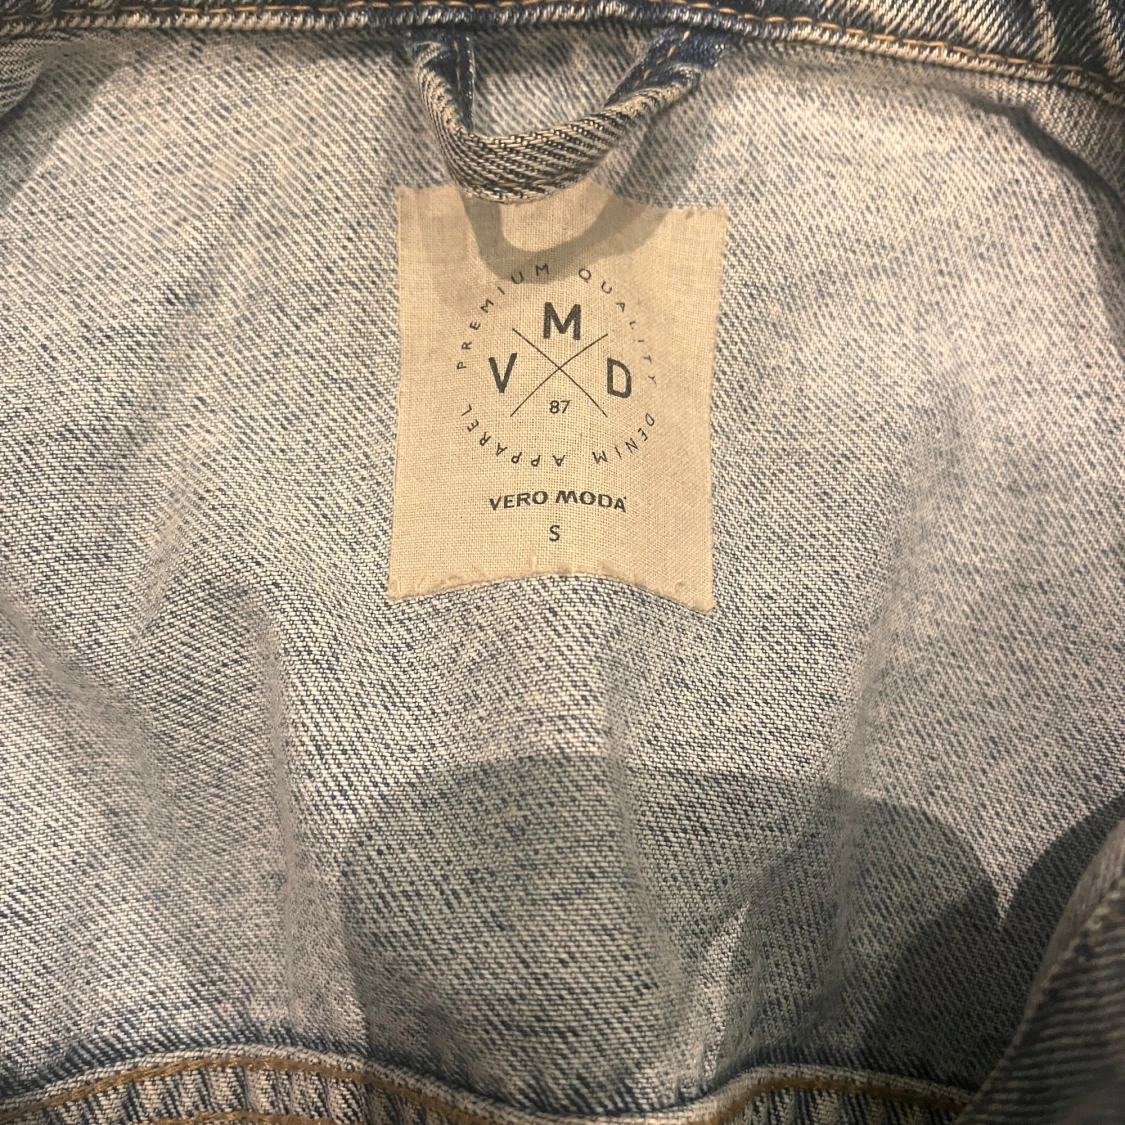 PREMIUM QUALITY
M
V D
87
DENIM APPAREL
VERO MODA
S